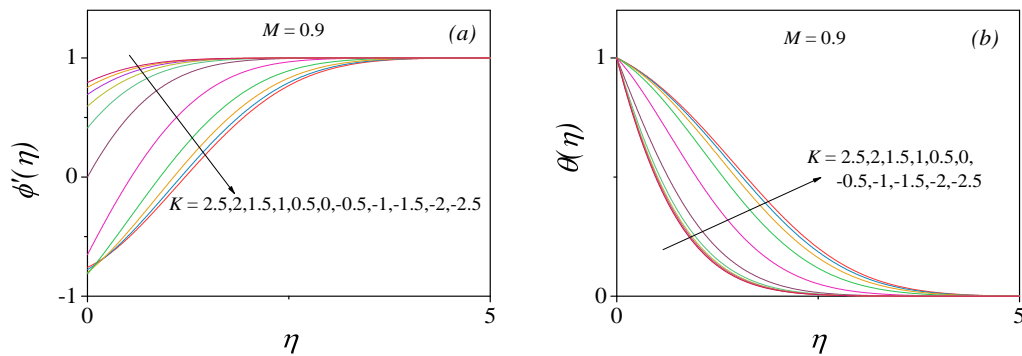 M = 0.9
(a)
1
0
-1
ϕ'(η)
K = 2.5,2,1.5,1,0.5,0,-0.5,-1,-1.5,-2,-2.5
0
5
η
M = 0.9
(b)
1
0
θ(η)
K = 2.5,2,1.5,1,0.5,0,
-0.5,-1,-1.5,-2,-2.5
0
5
η